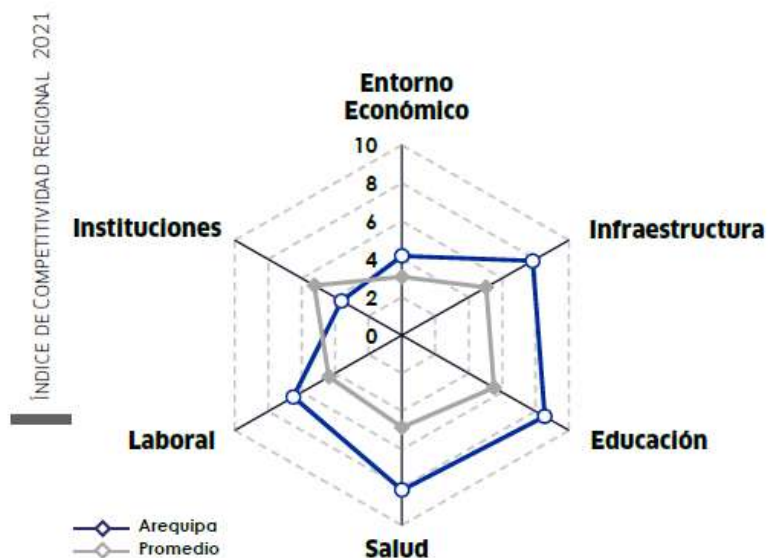 ÍNDICE DE COMPETITIVIDAD REGIONAL 2021
Entorno
Económico
10
8
6
4
2
0
Instituciones
Infraestructura
Laboral
Educación
Salud
Arequipa
Promedio